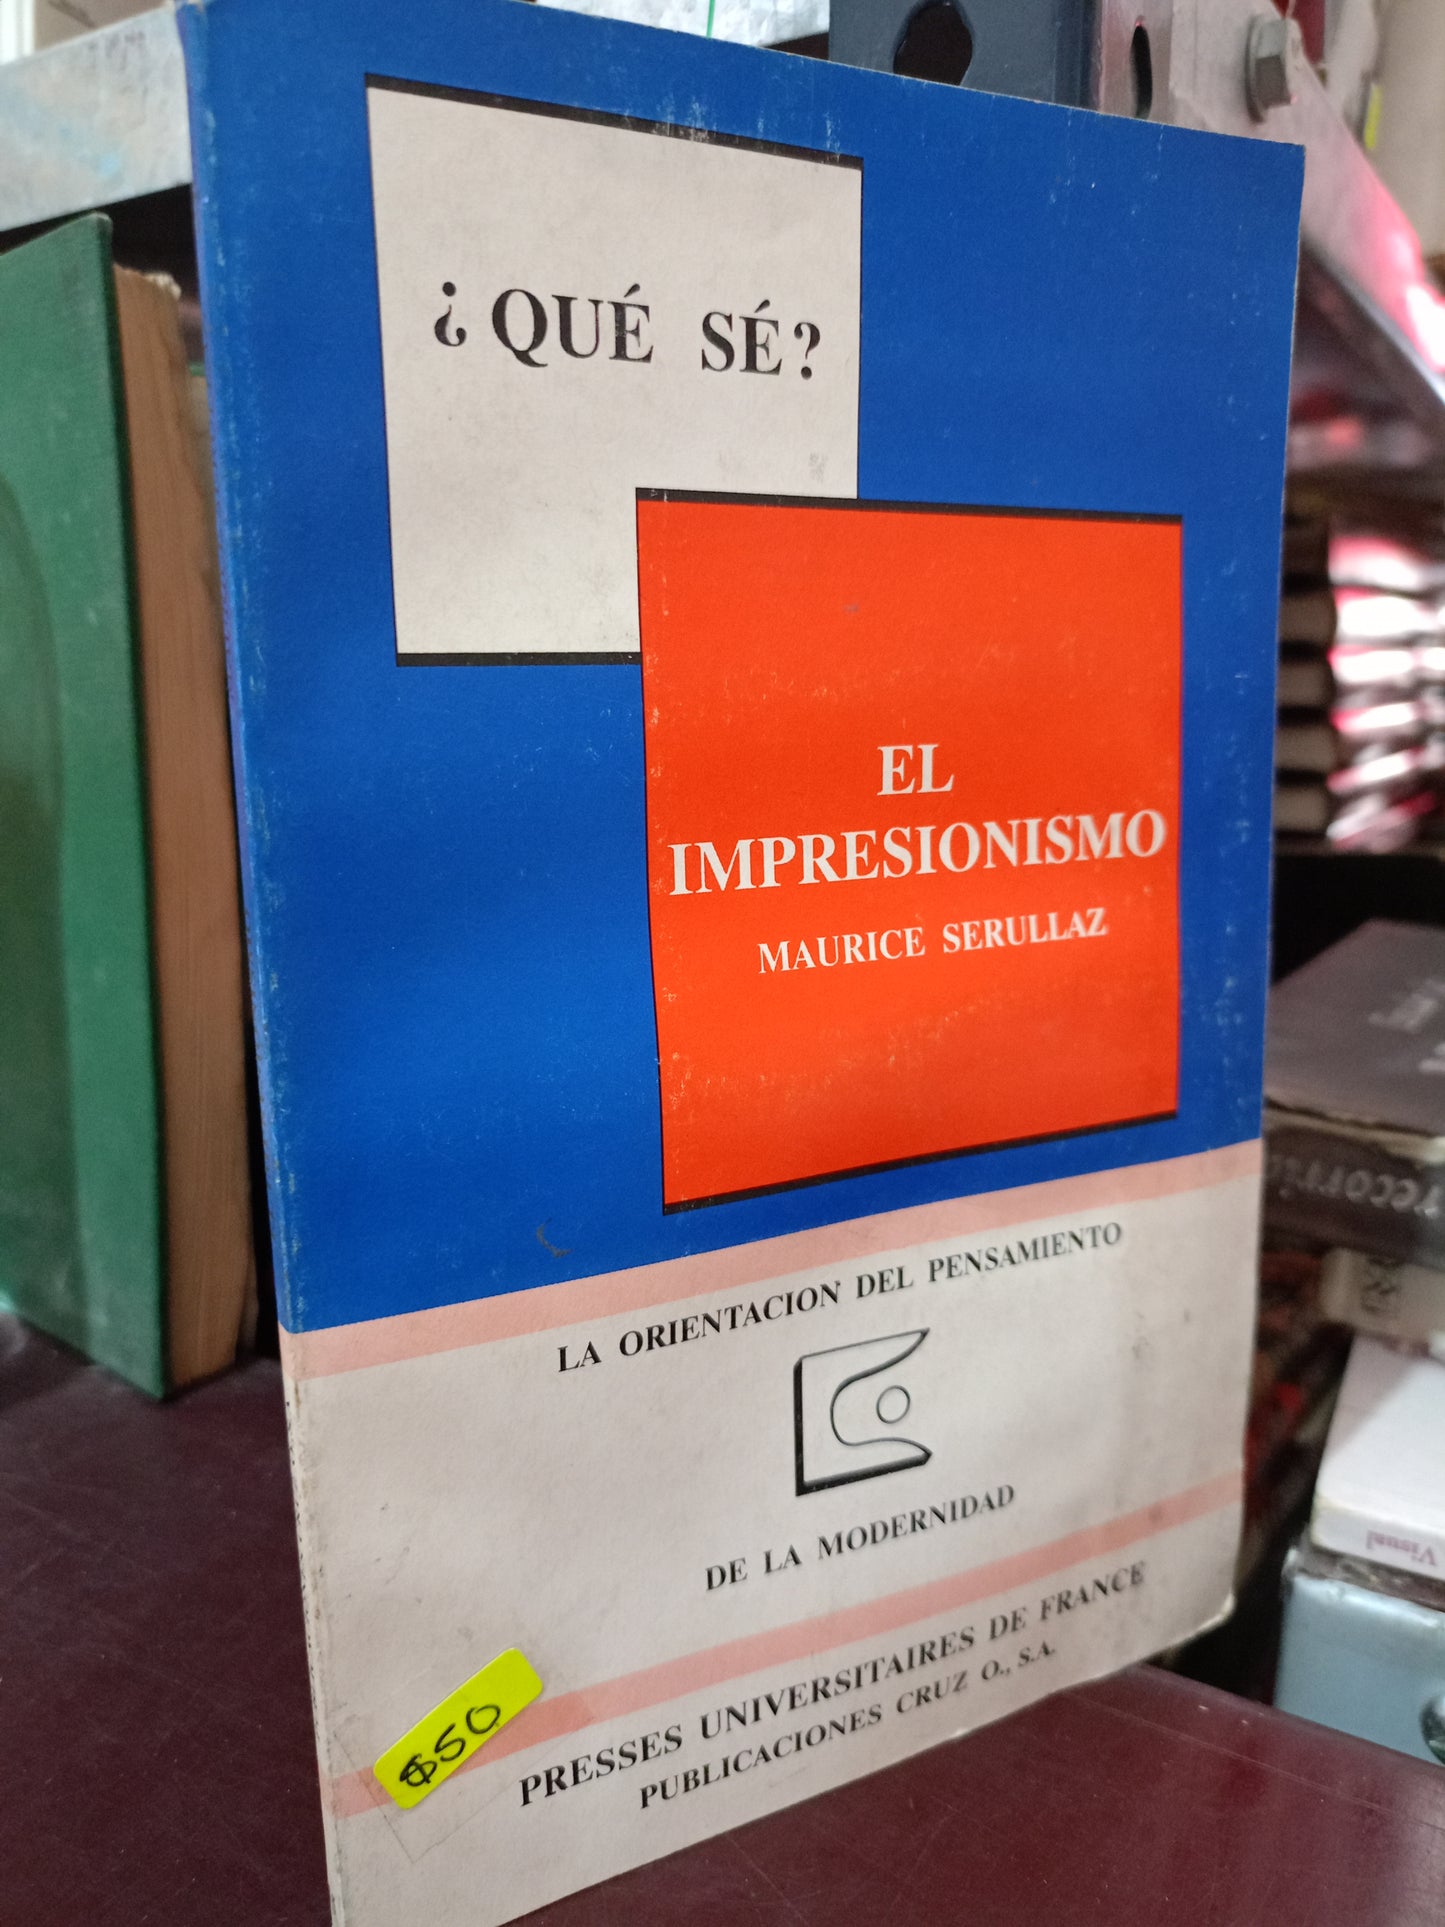 ¿QUÉ SÉ?
EL
IMPRESIONISMO
MAURICE SERULLAZ
LA ORIENTACION DEL PENSAMIENTO
DE LA MODERNIDAD
PRESSES UNIVERSITAIRES DE FRANCE
PUBLICACIONES CRUZ O., S.A.
$50
Visual